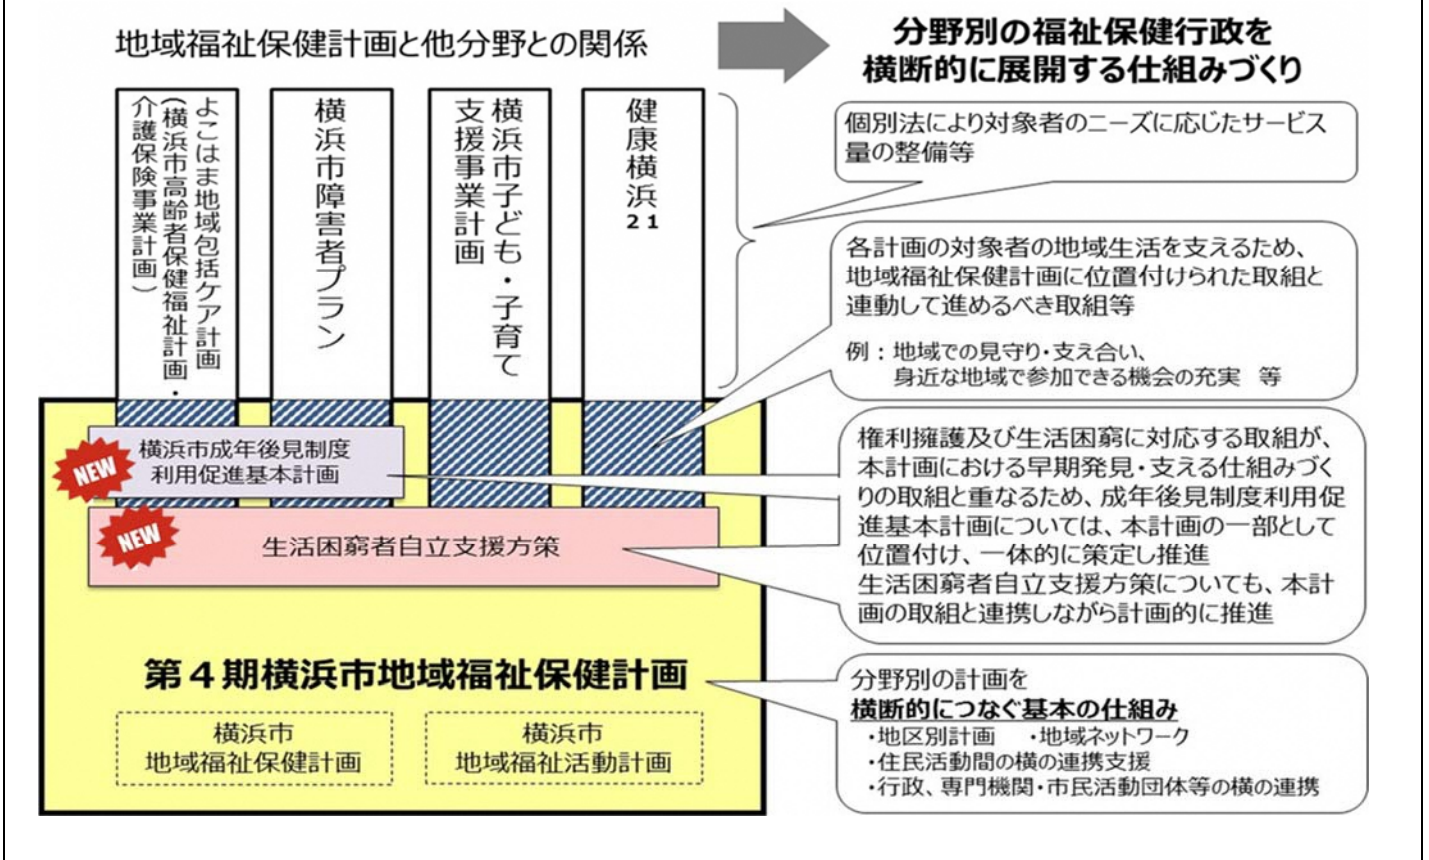 地域福祉保健計画と他分野との関係
分野別の福祉保健行政を
横断的に展開する仕組みづくり
よこはま地域包括ケア計画
(横浜市高齢者保健福祉計画・
介護保険事業計画)
横浜市障害者プラン
横浜市子ども・子育て
支援事業計画
健康横浜21
個別法により対象者のニーズに応じたサービス
量の整備等
各計画の対象者の地域生活を支えるため、
地域福祉保健計画に位置付けられた取組と
連動して進めるべき取組等
例：地域での見守り・支え合い、
身近な地域で参加できる機会の充実　等
NEW
横浜市成年後見制度
利用促進基本計画
NEW
生活困窮者自立支援方策
権利擁護及び生活困窮に対応する取組が、
本計画における早期発見・支える仕組みづく
りの取組と重なるため、成年後見制度利用促
進基本計画については、本計画の一部として
位置付け、一体的に策定し推進
生活困窮者自立支援方策についても、本計
画の取組と連携しながら計画的に推進
第４期横浜市地域福祉保健計画
横浜市
地域福祉保健計画
横浜市
地域福祉活動計画
分野別の計画を
横断的につなぐ基本の仕組み
・地区別計画　・地域ネットワーク
・住民活動間の横の連携支援
・行政、専門機関・市民活動団体等の横の連携